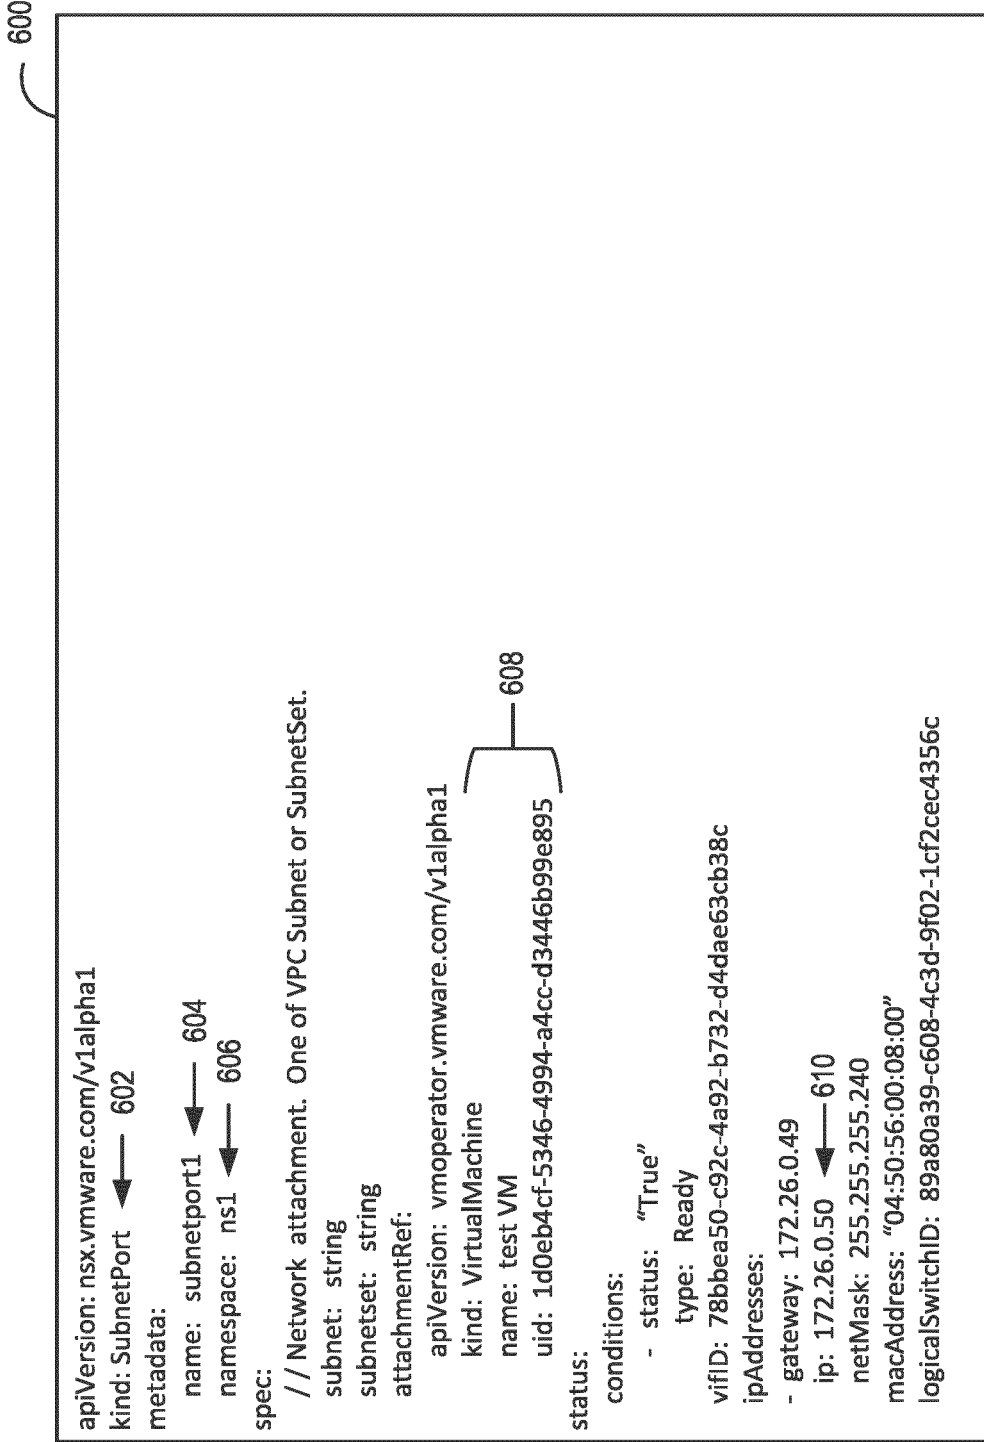 600
apiVersion: nsx.vmware.com/v1alpha1
kind: SubnetPort 602
metadata:
name: subnetport1 604
namespace: ns1 606
spec:
// Network attachment. One of VPC Subnet or SubnetSet.
subnet: string
subnetset: string
attachmentRef:
apiVersion: vmoperator.vmware.com/v1alpha1
kind: VirtualMachine
name: test VM
uid: 1d0eb4cf-5346-4994-a4cc-d3446b99e895
608
status:
conditions:
- status: “True”
type: Ready
vifID: 78bbea50-c92c-4a92-b732-d4dae63cb38c
ipAddresses:
- gateway: 172.26.0.49
ip: 172.26.0.50 610
netMask: 255.255.255.240
macAddress: “04:50:56:00:08:00”
logicalSwitchID: 89a80a39-c608-4c3d-9f02-1cf2cec4356c